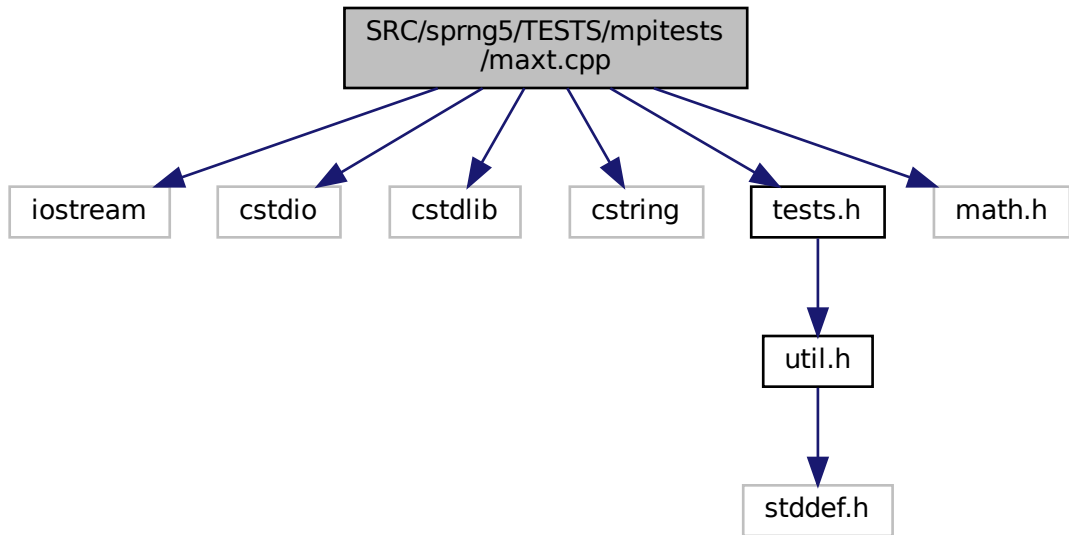 SRC/sprng5/TESTS/mpitests
/maxt.cpp
iostream
cstdio
cstdlib
cstring
tests.h
math.h
util.h
stddef.h